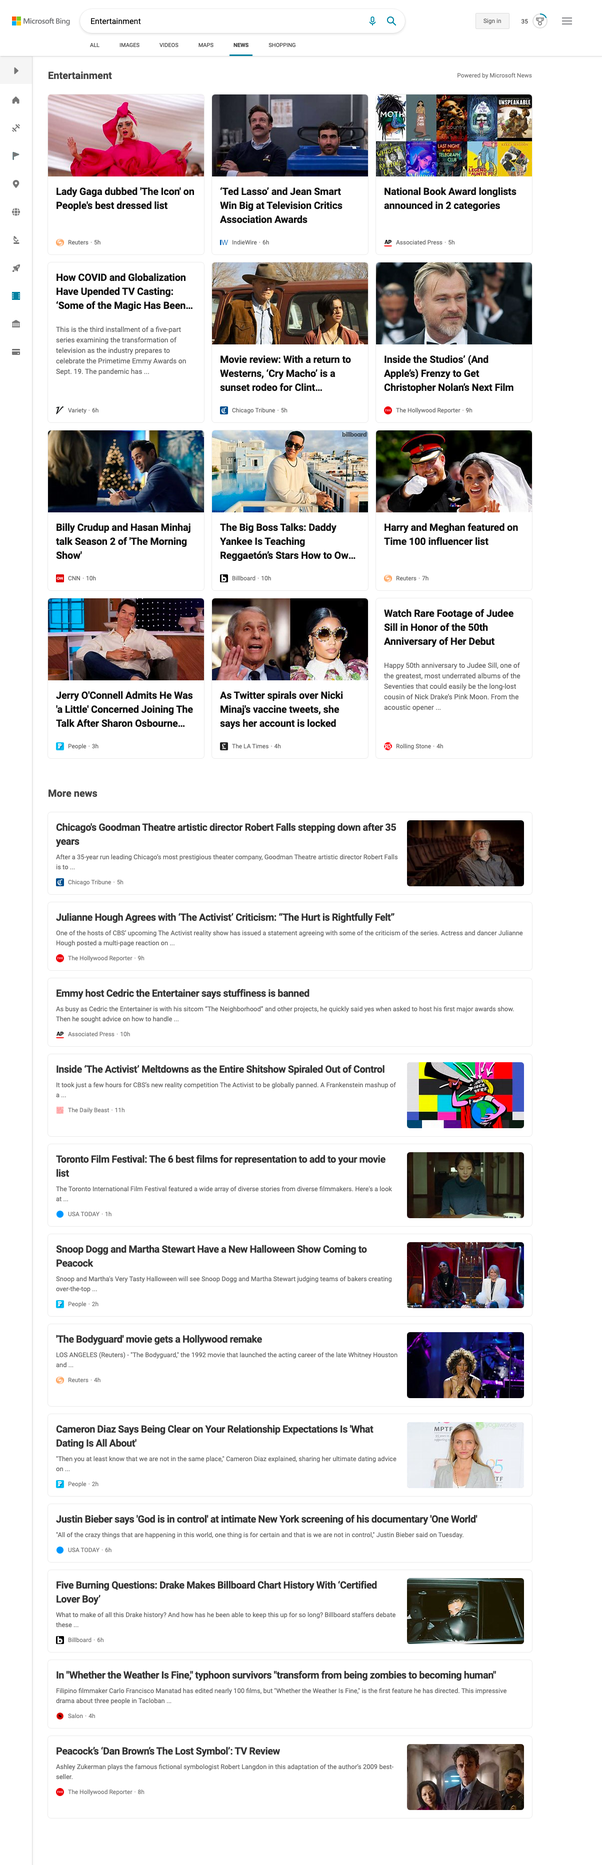 Microsoft Bing
Entertainment
Sign in
35
ALL
IMAGES
VIDEOS
MAPS
NEWS
SHOPPING
Entertainment
Powered by Microsoft News
Lady Gaga dubbed 'The Icon' on
People's best dressed list
Reuters · 5h
'Ted Lasso' and Jean Smart
Win Big at Television Critics
Association Awards
IndieWire · 6h
MOTH
UNSPEAKABLE
LAST NIGHT
AT THE
TELEGRAPH
CLUB
National Book Award longlists
announced in 2 categories
AP Associated Press · 5h
How COVID and Globalization
Have Upended TV Casting:
'Some of the Magic Has Been...
This is the third installment of a five-part
series examining the transformation of
television as the industry prepares to
celebrate the Primetime Emmy Awards on
Sept. 19. The pandemic has ...
Variety · 6h
Movie review: With a return to
Westerns, 'Cry Macho' is a
sunset rodeo for Clint...
Chicago Tribune · 5h
Inside the Studios' (And
Apple's) Frenzy to Get
Christopher Nolan's Next Film
The Hollywood Reporter · 9h
Billy Crudup and Hasan Minhaj
talk Season 2 of 'The Morning
Show'
CNN · 10h
billboard
The Big Boss Talks: Daddy
Yankee Is Teaching
Reggaetón's Stars How to Ow...
Billboard · 10h
Harry and Meghan featured on
Time 100 influencer list
Reuters · 7h
Jerry O'Connell Admits He Was
'a Little' Concerned Joining The
Talk After Sharon Osbourne...
People · 3h
As Twitter spirals over Nicki
Minaj's vaccine tweets, she
says her account is locked
The LA Times · 4h
Watch Rare Footage of Judee
Sill in Honor of the 50th
Anniversary of Her Debut
Happy 50th anniversary to Judee Sill, one of
the greatest, most underrated albums of the
Seventies that could easily be the long-lost
cousin of Nick Drake's Pink Moon. From the
acoustic opener ...
Rolling Stone · 4h
More news
Chicago's Goodman Theatre artistic director Robert Falls stepping down after 35
years
After a 35-year run leading Chicago's most prestigious theater company, Goodman Theatre artistic director Robert Falls
is to ...
Chicago Tribune · 5h
Julianne Hough Agrees with 'The Activist' Criticism: "The Hurt is Rightfully Felt"
One of the hosts of CBS' upcoming The Activist reality show has issued a statement agreeing with some of the criticism of the series. Actress and dancer Julianne
Hough posted a multi-page reaction on ...
The Hollywood Reporter · 9h
Emmy host Cedric the Entertainer says stuffiness is banned
As busy as Cedric the Entertainer is with his sitcom "The Neighborhood" and other projects, he quickly said yes when asked to host his first major awards show.
Then he sought advice on how to handle ...
AP Associated Press · 10h
Inside 'The Activist' Meltdowns as the Entire Shitshow Spiraled Out of Control
It took just a few hours for CBS's new reality competition The Activist to be globally panned. A Frankenstein mashup of
a ...
The Daily Beast · 11h
Toronto Film Festival: The 6 best films for representation to add to your movie
list
The Toronto International Film Festival featured a wide array of diverse stories from diverse filmmakers. Here's a look
at ...
USA TODAY · 1h
Snoop Dogg and Martha Stewart Have a New Halloween Show Coming to
Peacock
Snoop and Martha's Very Tasty Halloween will see Snoop Dogg and Martha Stewart judging teams of bakers creating
over-the-top ...
People · 2h
'The Bodyguard' movie gets a Hollywood remake
LOS ANGELES (Reuters) - "The Bodyguard," the 1992 movie that launched the acting career of the late Whitney Houston
and ...
Reuters · 4h
Cameron Diaz Says Being Clear on Your Relationship Expectations Is 'What
Dating Is All About'
"Then you at least know that we are not in the same place," Cameron Diaz explained, sharing her ultimate dating advice
on ...
People · 2h
MPTF
Justin Bieber says 'God is in control' at intimate New York screening of his documentary 'One World'
"All of the crazy things that are happening in this world, one thing is for certain and that is we are not in control," Justin Bieber said on Tuesday.
USA TODAY · 6h
Five Burning Questions: Drake Makes Billboard Chart History With 'Certified
Lover Boy'
What to make of all this Drake history? And how has he been able to keep this up for so long? Billboard staffers debate
these ...
Billboard · 6h
In "Whether the Weather Is Fine," typhoon survivors "transform from being zombies to becoming human"
Filipino filmmaker Carlo Francisco Manatad has edited nearly 100 films, but "Whether the Weather Is Fine," is the first feature he has directed. This impressive
drama about three people in Tacloban ...
Salon · 4h
Peacock's 'Dan Brown's The Lost Symbol': TV Review
Ashley Zukerman plays the famous fictional symbologist Robert Langdon in this adaptation of the author's 2009 best-
seller.
The Hollywood Reporter · 8h